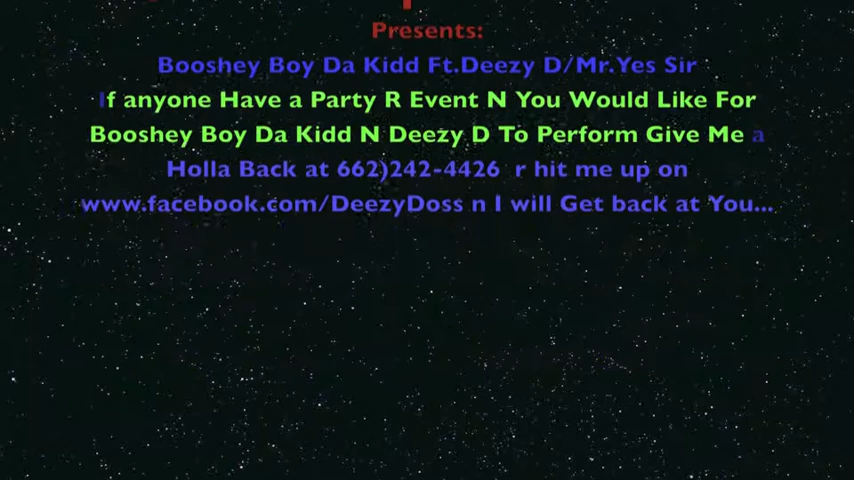 Presents:
Booshey Boy Da Kidd Ft.Deezy D/Mr.Yes Sir
If anyone Have a Party R Event N You Would Like For
Booshey Boy Da Kidd N Deezy D To Perform Give Me a
Holla Back at 662)242-4426 r hit me up on
www.facebook.com/DeezyDoss n I will Get back at You...